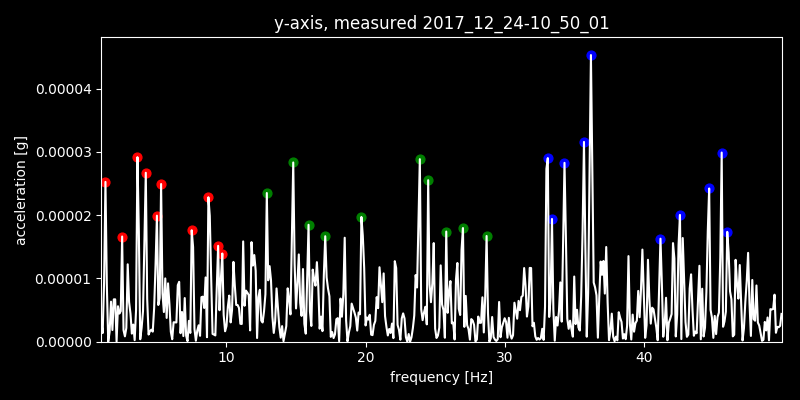 y-axis, measured 2017_12_24-10_50_01
acceleration [g]
0.00004
0.00003
0.00002
0.00001
0.00000
10 20 30 40
frequency [Hz]